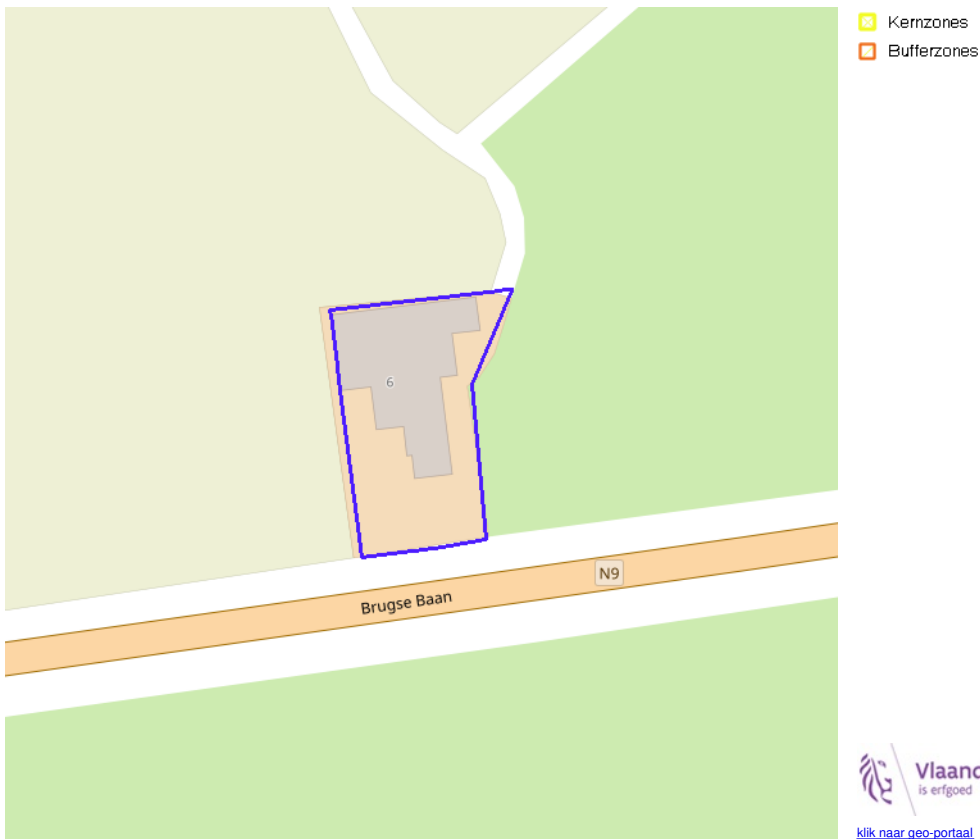 Kernzones
Bufferzones
6
N9
Brugse Baan
is erfgoed
klik naar geo-portaal